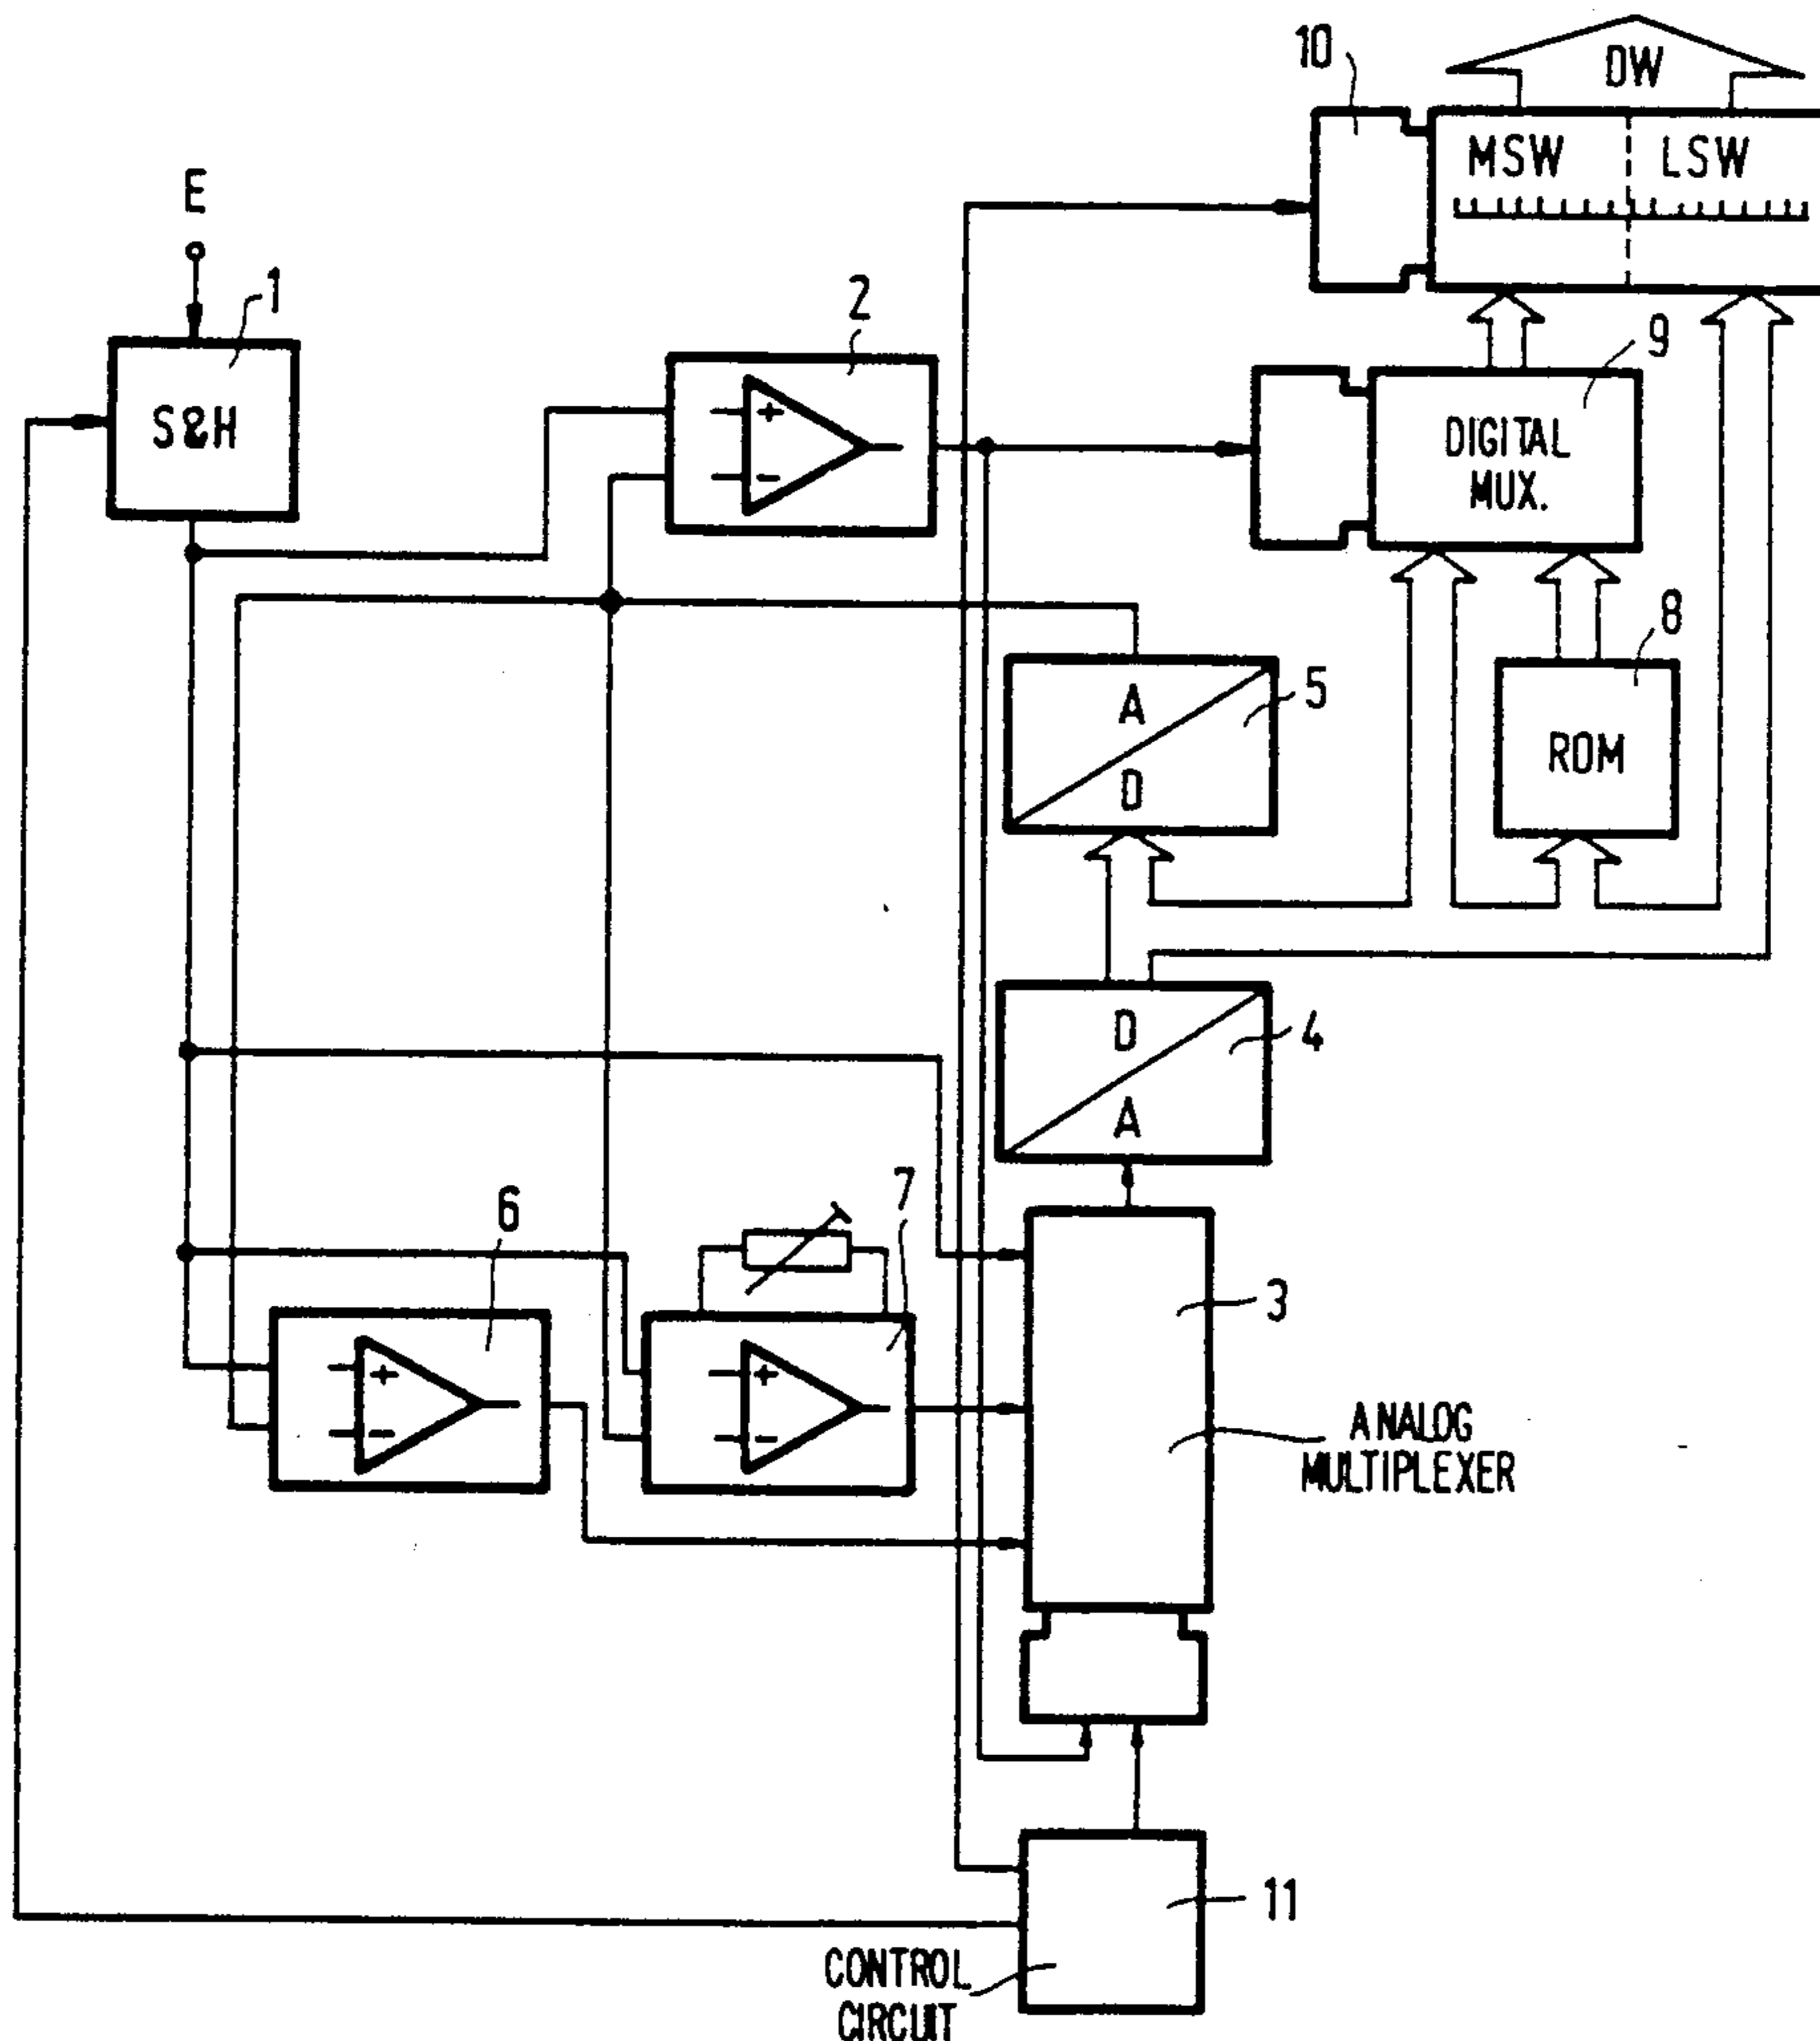 10
DW
MSW
LSW
E
1
2
9
S&H
+
-
DIGITAL
MUX.
8
A
5
D
ROM
D
4
A
6
7
3
+
-
+
-
ANALOG
MULTIPLEXER
11
CONTROL
CIRCUIT